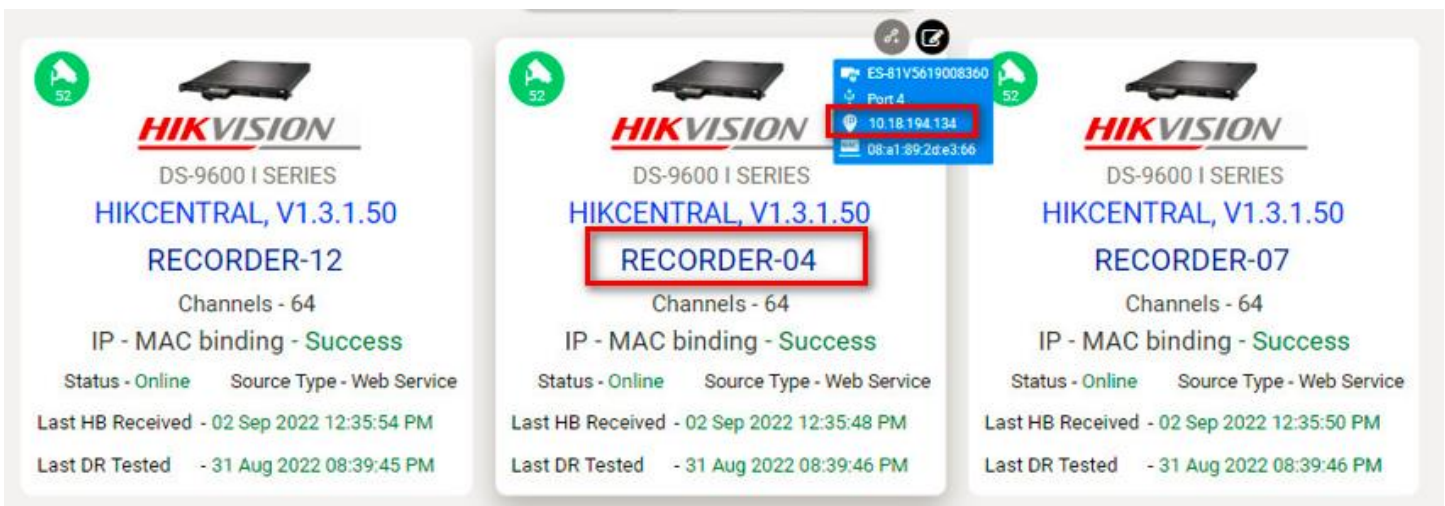 52
HIKVISION
DS-9600 I SERIES
HIKCENTRAL, V1.3.1.50
RECORDER-12
Channels - 64
IP - MAC binding - Success
Status - Online Source Type - Web Service
Last HB Received - 02 Sep 2022 12:35:54 PM
Last DR Tested - 31 Aug 2022 08:39:45 PM
52
ES-81V5619008360
Port 4
10.18.194.134
08:a1:89:2d:e3:66
HIKVISION
DS-9600 I SERIES
HIKCENTRAL, V1.3.1.50
RECORDER-04
Channels - 64
IP - MAC binding - Success
Status - Online Source Type - Web Service
Last HB Received - 02 Sep 2022 12:35:48 PM
Last DR Tested - 31 Aug 2022 08:39:46 PM
52
HIKVISION
DS-9600 I SERIES
HIKCENTRAL, V1.3.1.50
RECORDER-07
Channels - 64
IP - MAC binding - Success
Status - Online Source Type - Web Service
Last HB Received - 02 Sep 2022 12:35:50 PM
Last DR Tested - 31 Aug 2022 08:39:46 PM